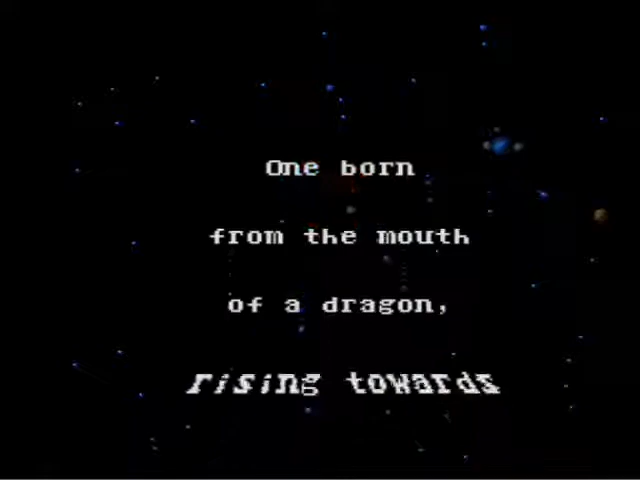 One born
from the mouth
of a dragon,
rising towards